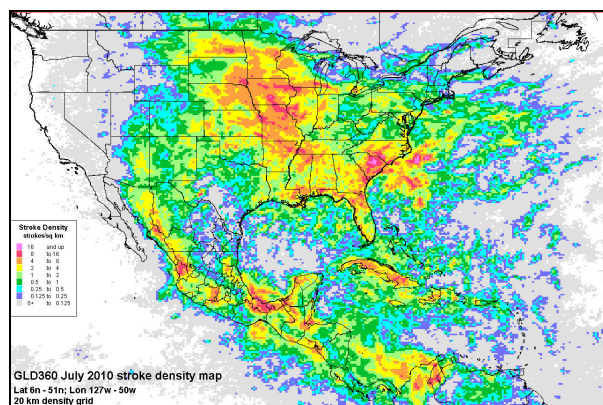 Stroke Density
strokes/sq km
16 and up
8 to 16
4 to 8
2 to 4
1 to 2
0.5 to 1
0.25 to 0.5
0.125 to 0.25
0+ to 0.125
GLD360 July 2010 stroke density map
Lat 6n - 51n; Lon 127w - 50w
20 km density grid